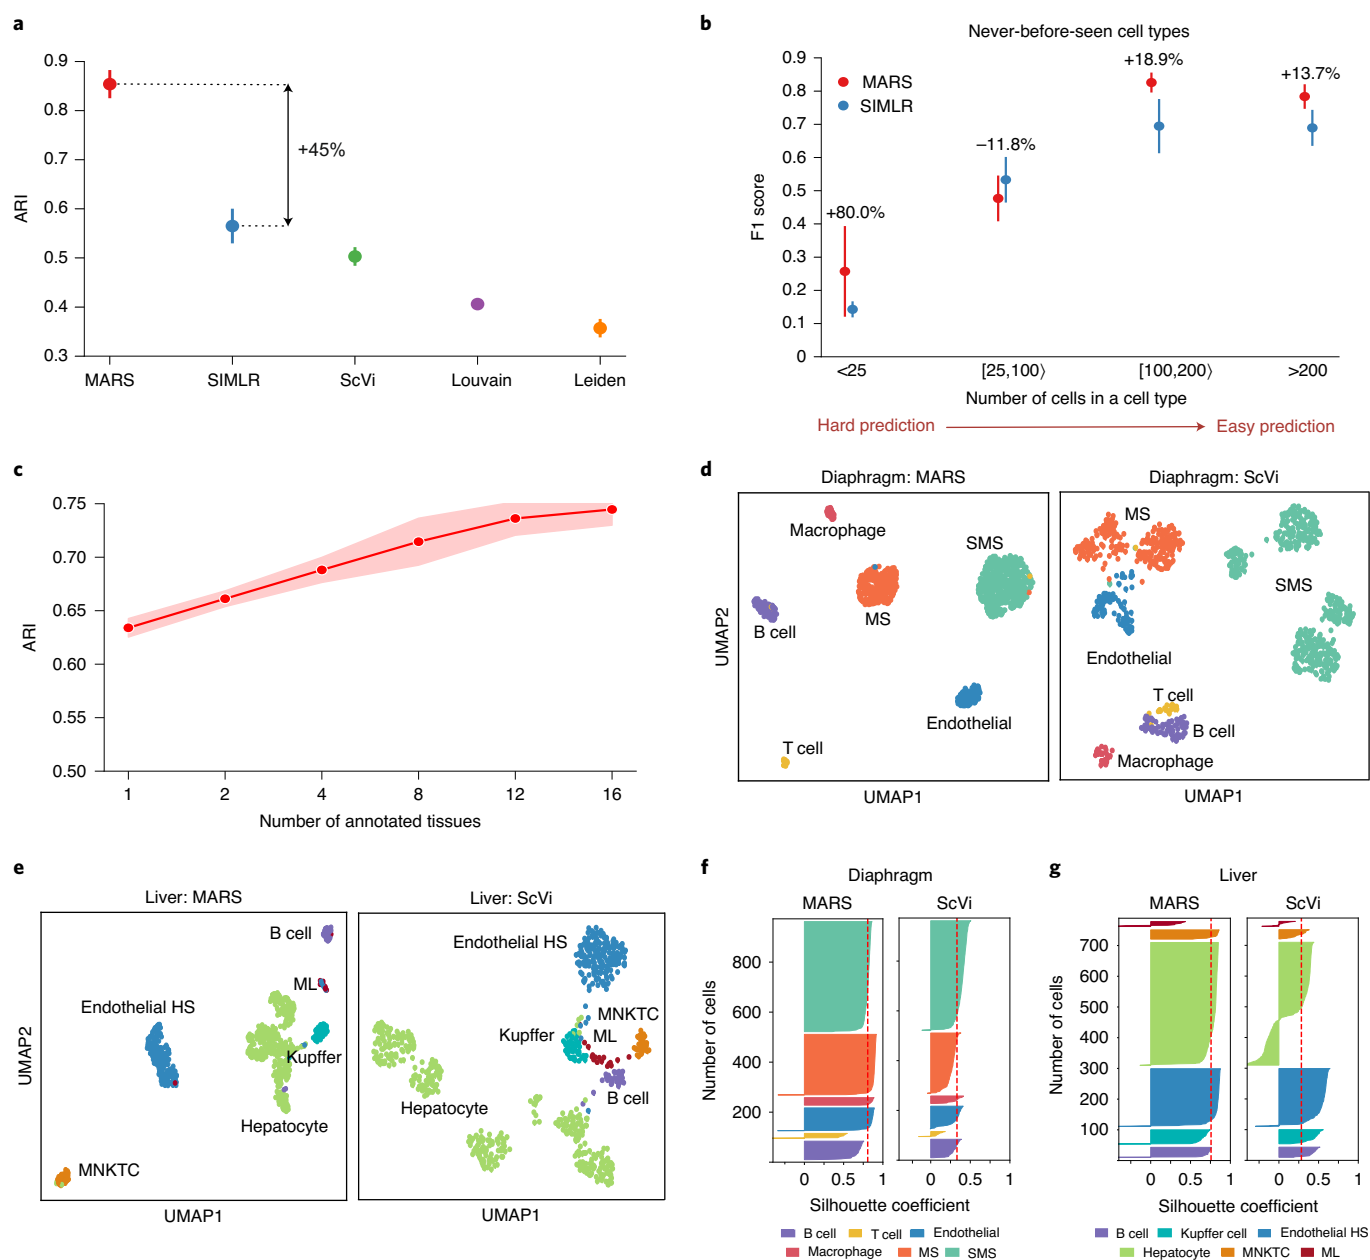 a
0.9
0.8
0.7
0.6
0.5
0.4
0.3
ARI
+45%
MARS
SIMLR
ScVi
Louvain
Leiden
b
Never-before-seen cell types
0.9
0.8
0.7
0.6
0.5
0.4
0.3
0.2
0.1
0
F1 score
MARS
SIMLR
+80.0%
−11.8%
+18.9%
+13.7%
<25
[25,100⟩
[100,200⟩
>200
Number of cells in a cell type
Hard prediction
Easy prediction
c
0.75
0.70
0.65
0.60
0.55
0.50
ARI
1
2
4
8
12
16
Number of annotated tissues
d
Diaphragm: MARS
Macrophage
SMS
MS
B cell
Endothelial
T cell
UMAP2
UMAP1
Diaphragm: ScVi
MS
SMS
Endothelial
T cell
B cell
Macrophage
UMAP1
e
Liver: MARS
B cell
ML
Endothelial HS
Kupffer
Hepatocyte
MNKTC
UMAP2
UMAP1
Liver: ScVi
Endothelial HS
MNKTC
Kupffer
ML
B cell
Hepatocyte
UMAP1
f
Diaphragm
MARS
ScVi
800
600
400
200
Number of cells
0
0.5
1
0
0.5
1
Silhouette coefficient
B cell
T cell
Endothelial
Macrophage
MS
SMS
g
Liver
MARS
ScVi
700
600
500
400
300
200
100
Number of cells
0
0.5
1
0
0.5
1
Silhouette coefficient
B cell
Kupffer cell
Endothelial HS
Hepatocyte
MNKTC
ML